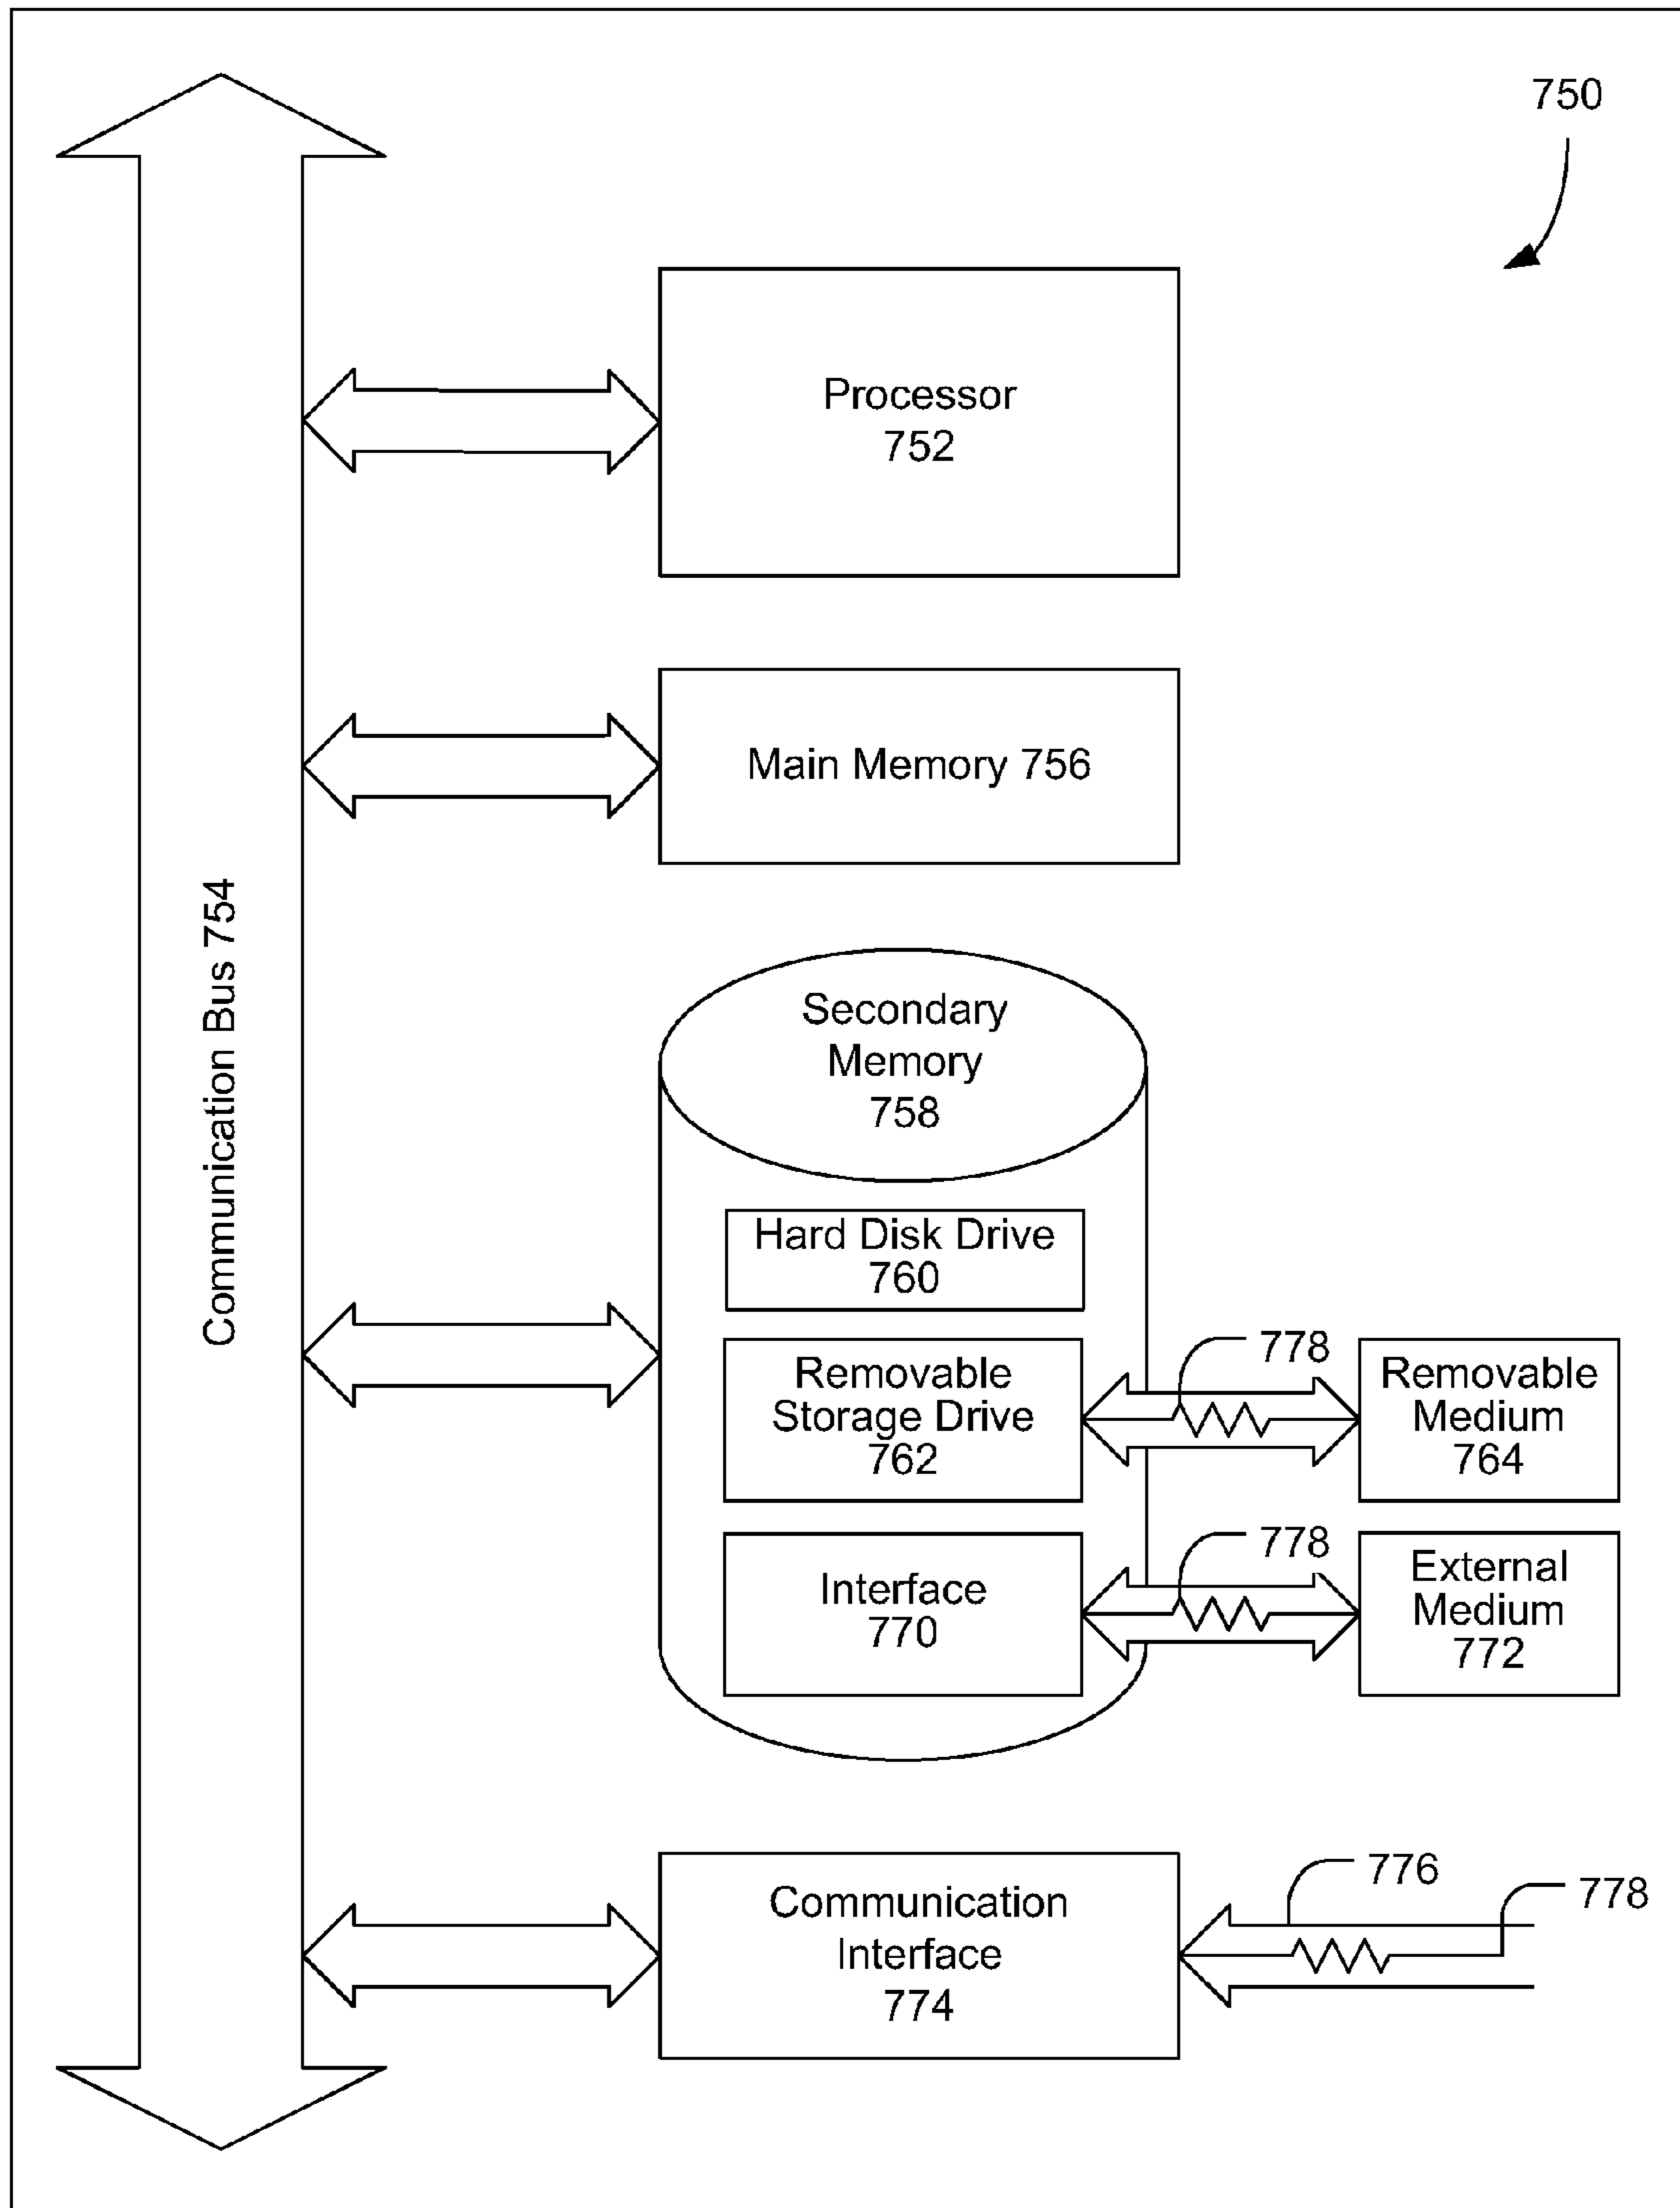 750
Processor
752
Main Memory 756
Communication Bus 754
Secondary
Memory
758
Hard Disk Drive
760
Removable
Storage Drive
762
778
Removable
Medium
764
Interface
770
778
External
Medium
772
Communication
Interface
774
776
778